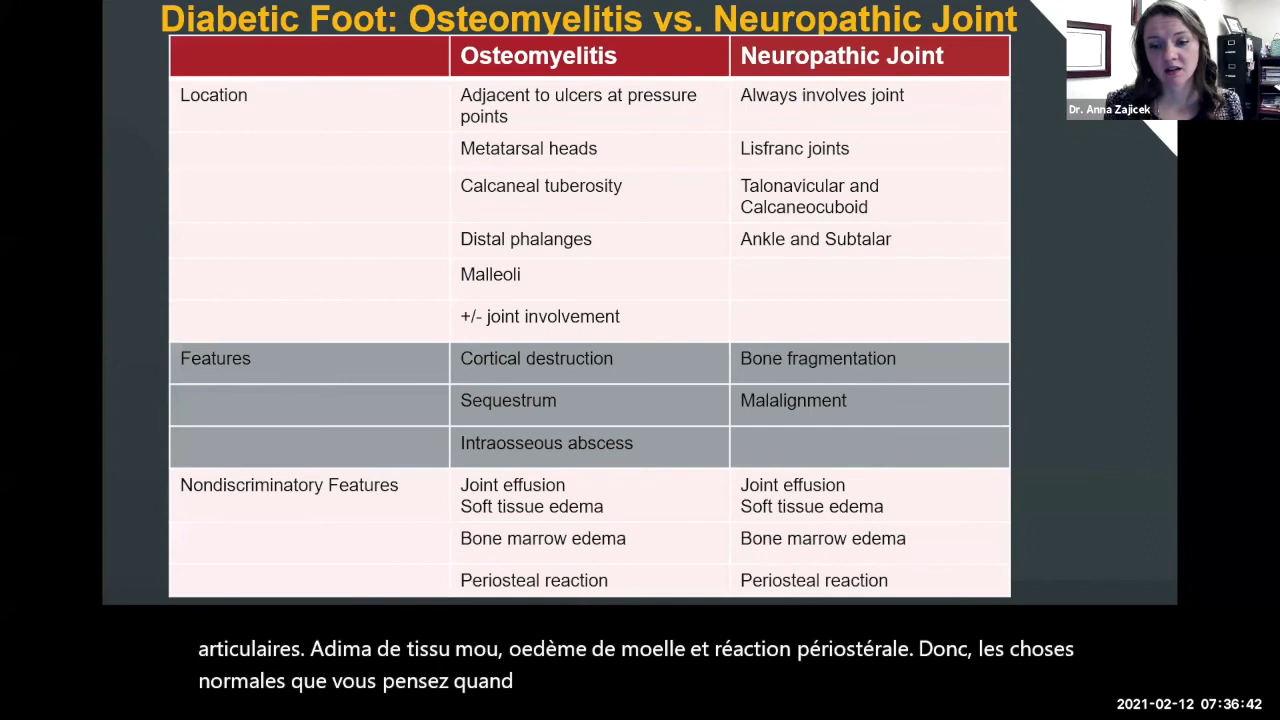 Diabetic Foot: Osteomyelitis vs. Neuropathic Joint
Osteomyelitis
Neuropathic Joint
Location
Adjacent to ulcers at pressure
points
Always involves joint
Metatarsal heads
Lisfranc joints
Calcaneal tuberosity
Talonavicular and
Calcaneocuboid
Distal phalanges
Ankle and Subtalar
Malleoli
+/- joint involvement
Features
Cortical destruction
Bone fragmentation
Sequestrum
Malalignment
Intraosseous abscess
Nondiscriminatory Features
Joint effusion
Soft tissue edema
Joint effusion
Soft tissue edema
Bone marrow edema
Bone marrow edema
Periosteal reaction
Periosteal reaction
Dr. Anna Zajicek
articulaires. Adima de tissu mou, oedème de moelle et réaction périostérale. Donc, les choses
normales que vous pensez quand
2021-02-12 07:36:42